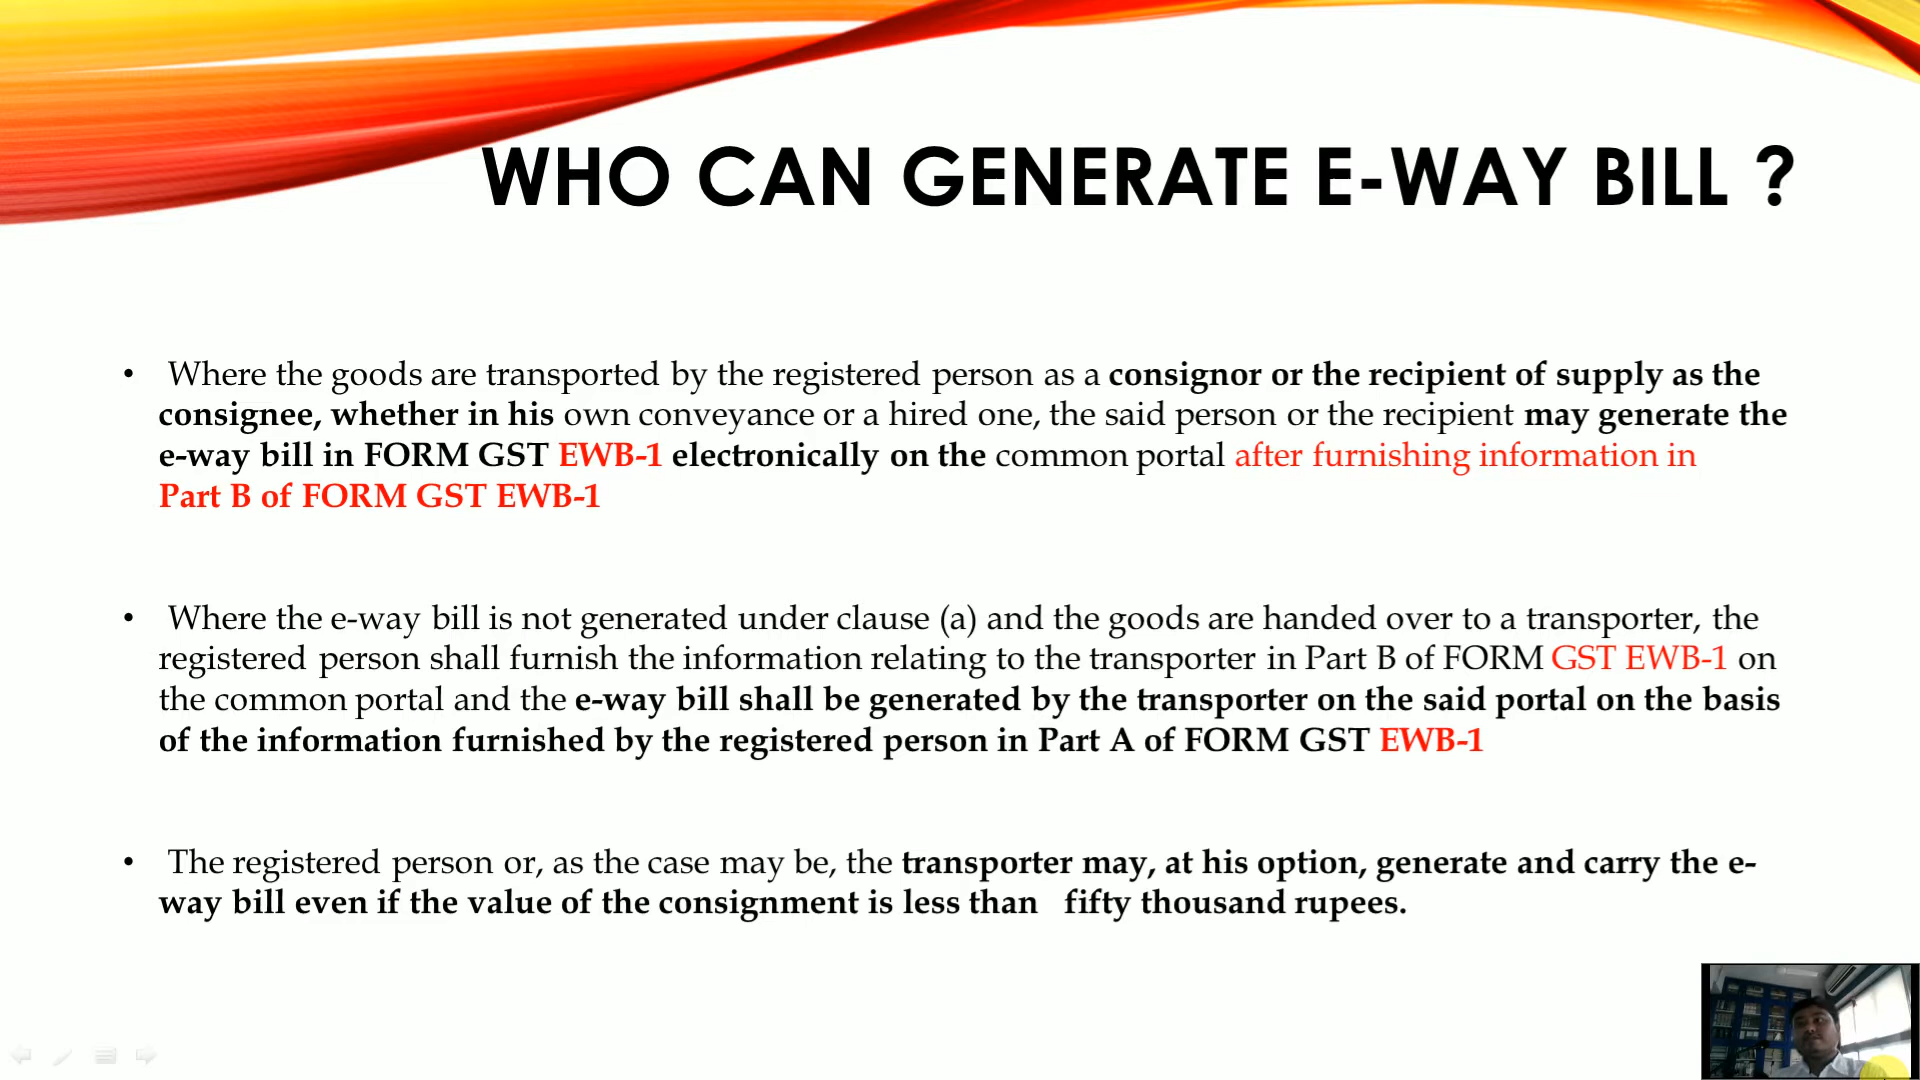 WHO CAN GENERATE E-WAY BILL ?
• Where the goods are transported by the registered person as a consignor or the recipient of supply as the
consignee, whether in his own conveyance or a hired one, the said person or the recipient may generate the
e-way bill in FORM GST EWB-1 electronically on the common portal after furnishing information in
Part B of FORM GST EWB-1
• Where the e-way bill is not generated under clause (a) and the goods are handed over to a transporter, the
registered person shall furnish the information relating to the transporter in Part B of FORM GST EWB-1 on
the common portal and the e-way bill shall be generated by the transporter on the said portal on the basis
of the information furnished by the registered person in Part A of FORM GST EWB-1
• The registered person or, as the case may be, the transporter may, at his option, generate and carry the e-
way bill even if the value of the consignment is less than fifty thousand rupees.